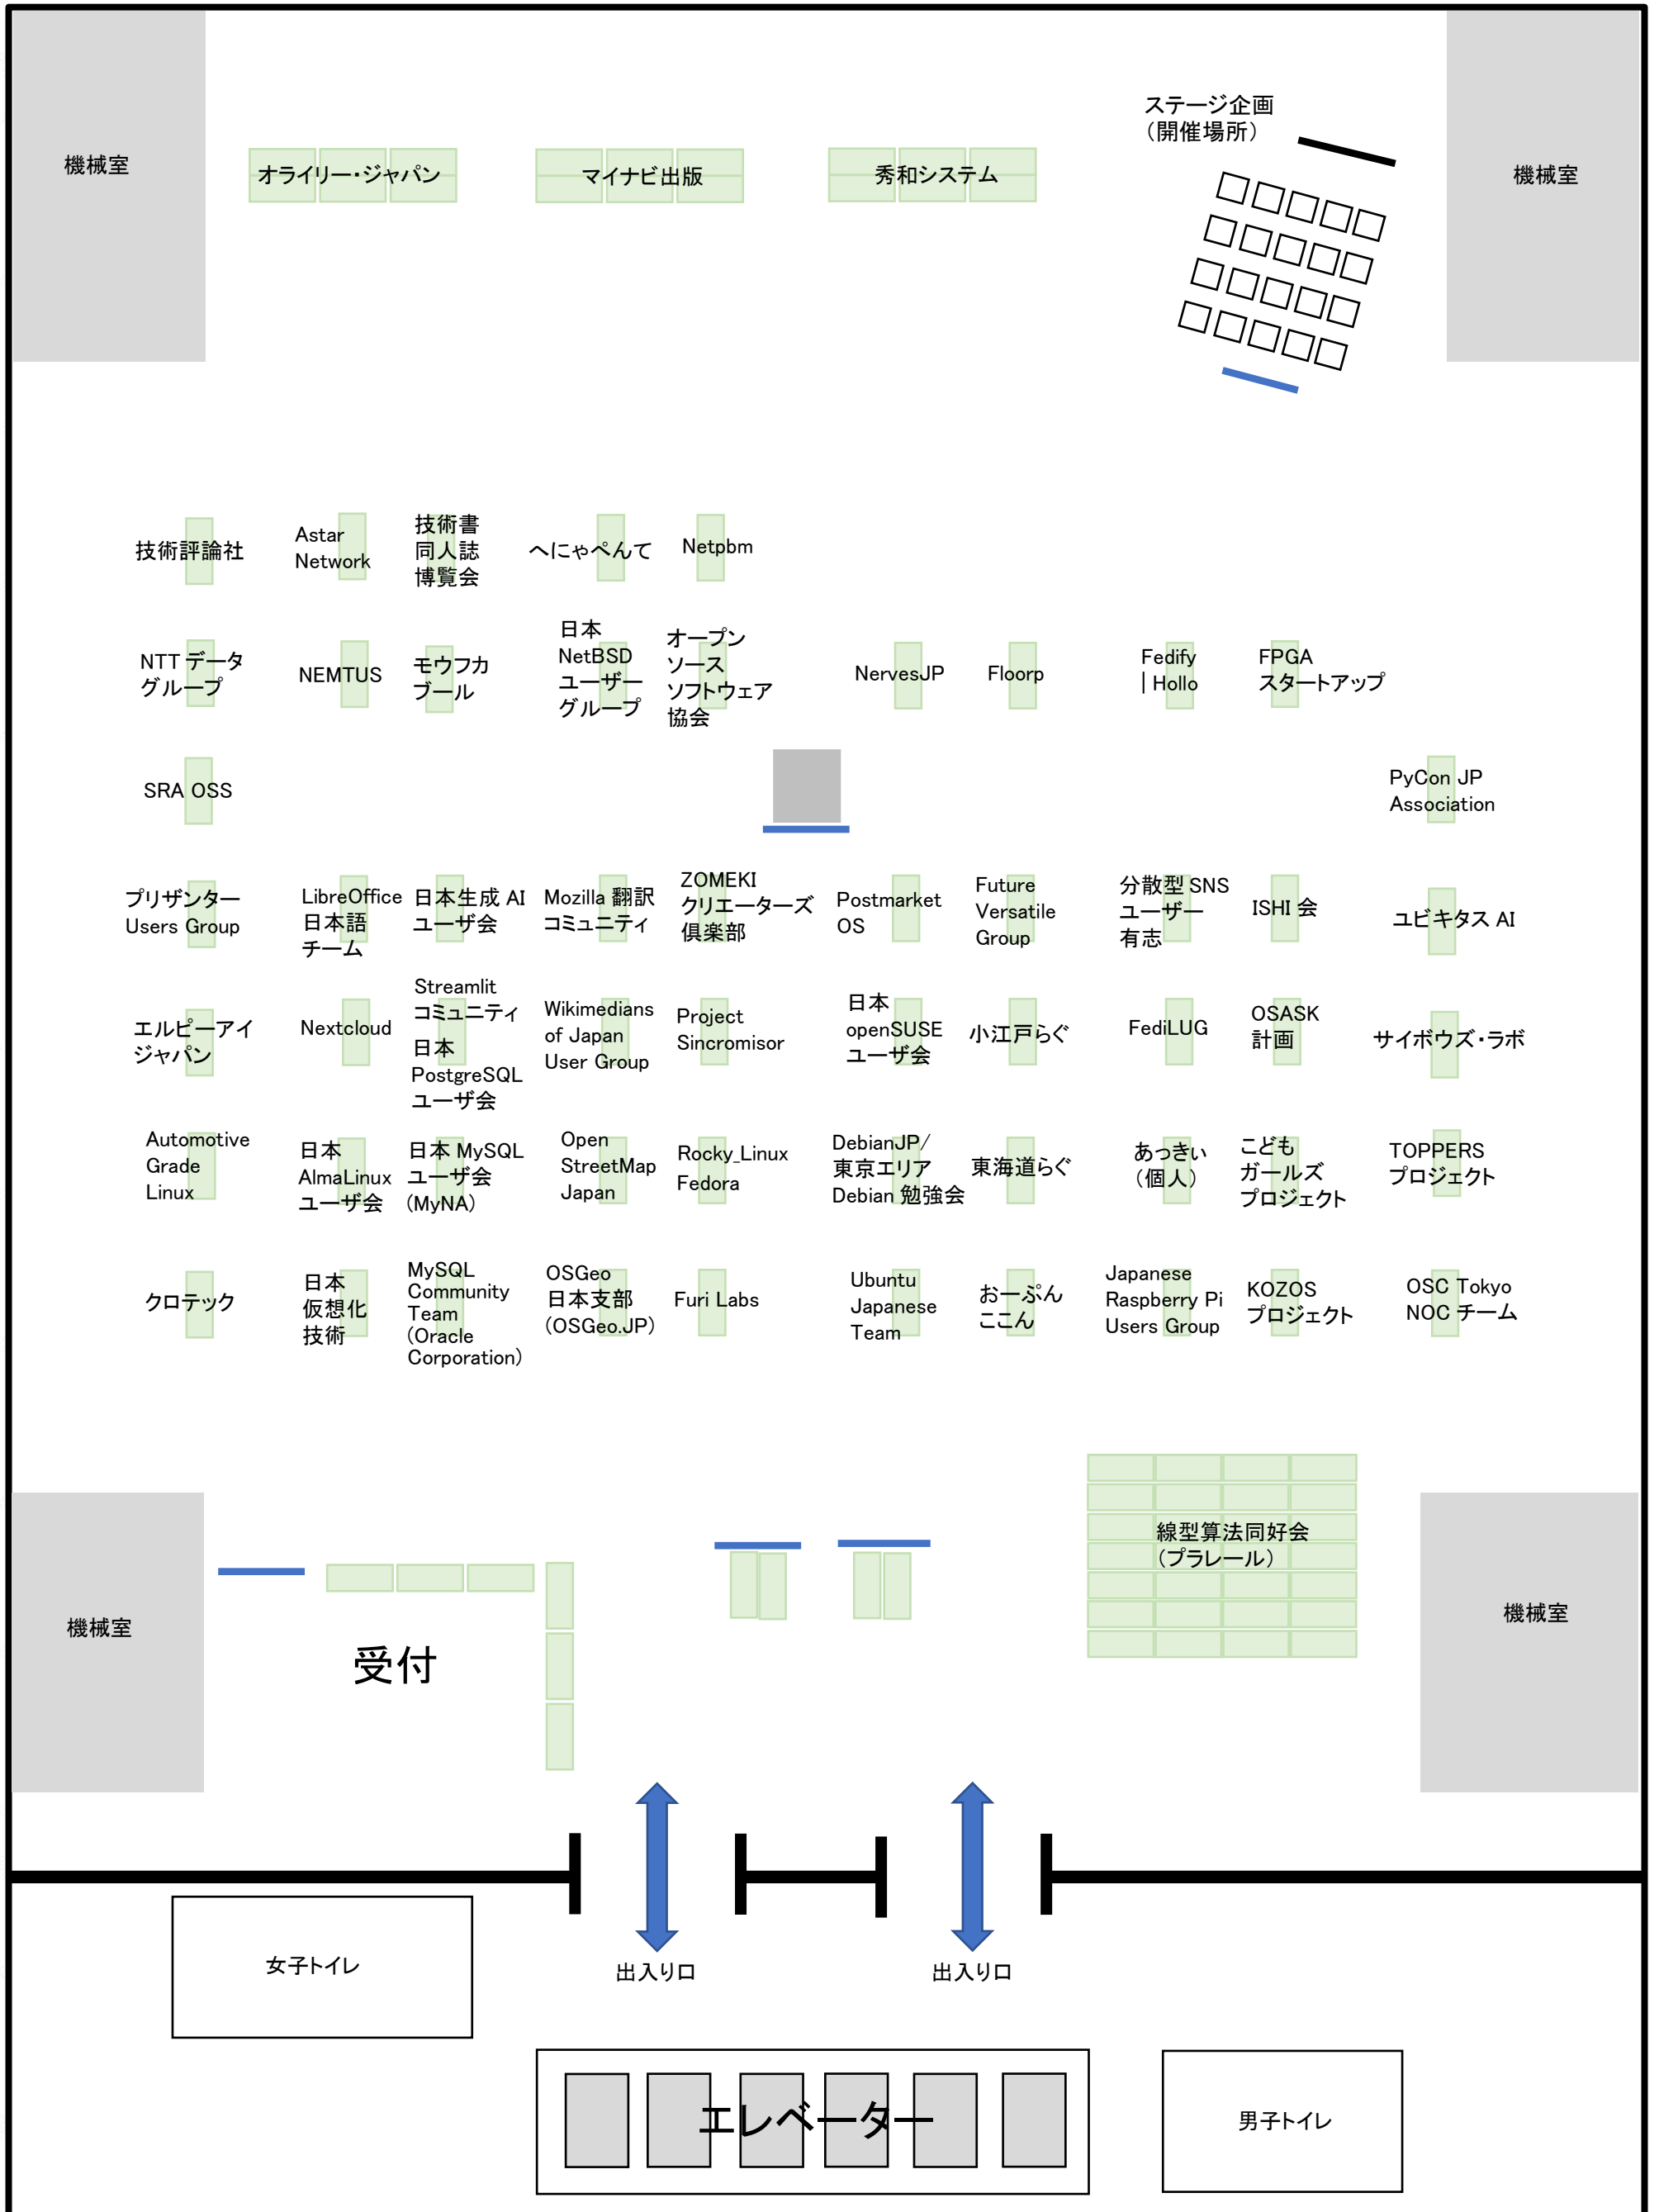 ステージ企画
（開催場所）
機械室
オライリー・ジャパン
マイナビ出版
秀和システム
機械室
技術評論社
Astar
Network
技術書
同人誌
博覧会
へにゃぺんて
Netpbm
NTT データ
グループ
NEMTUS
モウフカ
ブール
日本
NetBSD
ユーザー
グループ
オープン
ソース
ソフトウェア
協会
NervesJP
Floorp
Fedify
| Hollo
FPGA
スタートアップ
SRA OSS
PyCon JP
Association
プリザンター
Users Group
LibreOffice
日本語
チーム
日本生成 AI
ユーザ会
Mozilla 翻訳
コミュニティ
ZOMEKI
クリエーターズ
倶楽部
Postmarket
OS
Future
Versatile
Group
分散型 SNS
ユーザー
有志
ISHI 会
ユビキタス AI
エルピーアイ
ジャパン
Nextcloud
Streamlit
コミュニティ
日本
PostgreSQL
ユーザ会
Wikimedians
of Japan
User Group
Project
Sincromisor
日本
openSUSE
ユーザ会
小江戸らぐ
FediLUG
OSASK
計画
サイボウズ・ラボ
Automotive
Grade
Linux
日本
AlmaLinux
ユーザ会
日本 MySQL
ユーザ会
(MyNA)
Open
StreetMap
Japan
Rocky_Linux
Fedora
DebianJP/
東京エリア
Debian 勉強会
東海道らぐ
あっきぃ
（個人）
こども
ガールズ
プロジェクト
TOPPERS
プロジェクト
クロテック
日本
仮想化
技術
MySQL
Community
Team
(Oracle
Corporation)
OSGeo
日本支部
(OSGeo.JP)
Furi Labs
Ubuntu
Japanese
Team
おーぷん
ここん
Japanese
Raspberry Pi
Users Group
KOZOS
プロジェクト
OSC Tokyo
NOC チーム
線型算法同好会
（プラレール）
機械室
受付
機械室
女子トイレ
出入り口
出入り口
エレベーター
男子トイレ